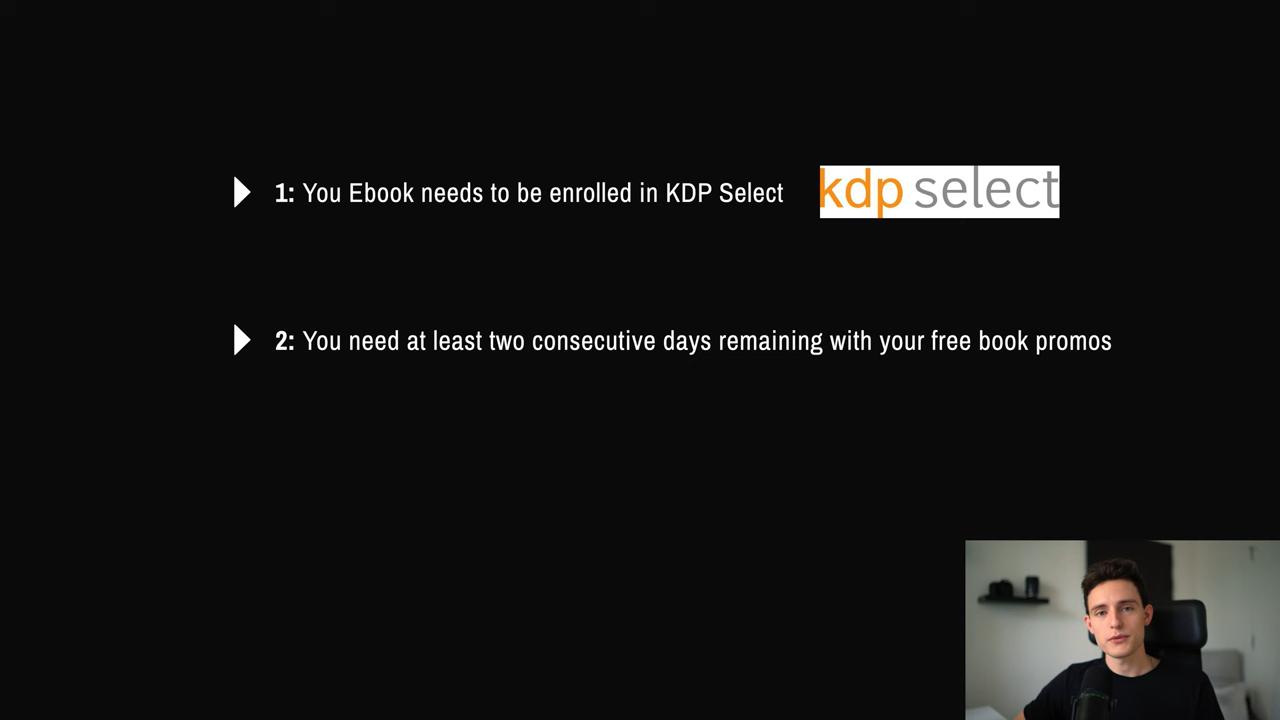 1: You Ebook needs to be enrolled in KDP Select
kdp select
2: You need at least two consecutive days remaining with your free book promos